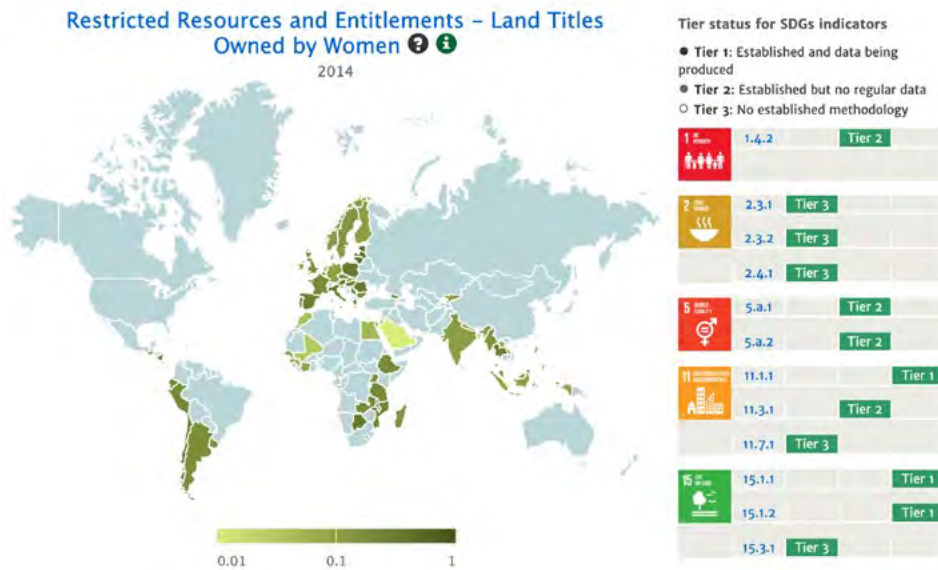 Restricted Resources and Entitlements – Land Titles
Owned by Women ? i
2014
0.01 0.1 1
Tier status for SDGs indicators
● Tier 1: Established and data being
produced
● Tier 2: Established but no regular data
○ Tier 3: No established methodology
1
1.4.2 Tier 2
2
2.3.1 Tier 3
2.3.2 Tier 3
2.4.1 Tier 3
5
5.a.1 Tier 2
5.a.2 Tier 2
11
11.1.1 Tier 1
11.3.1 Tier 2
11.7.1 Tier 3
15
15.1.1 Tier 1
15.1.2 Tier 1
15.3.1 Tier 3